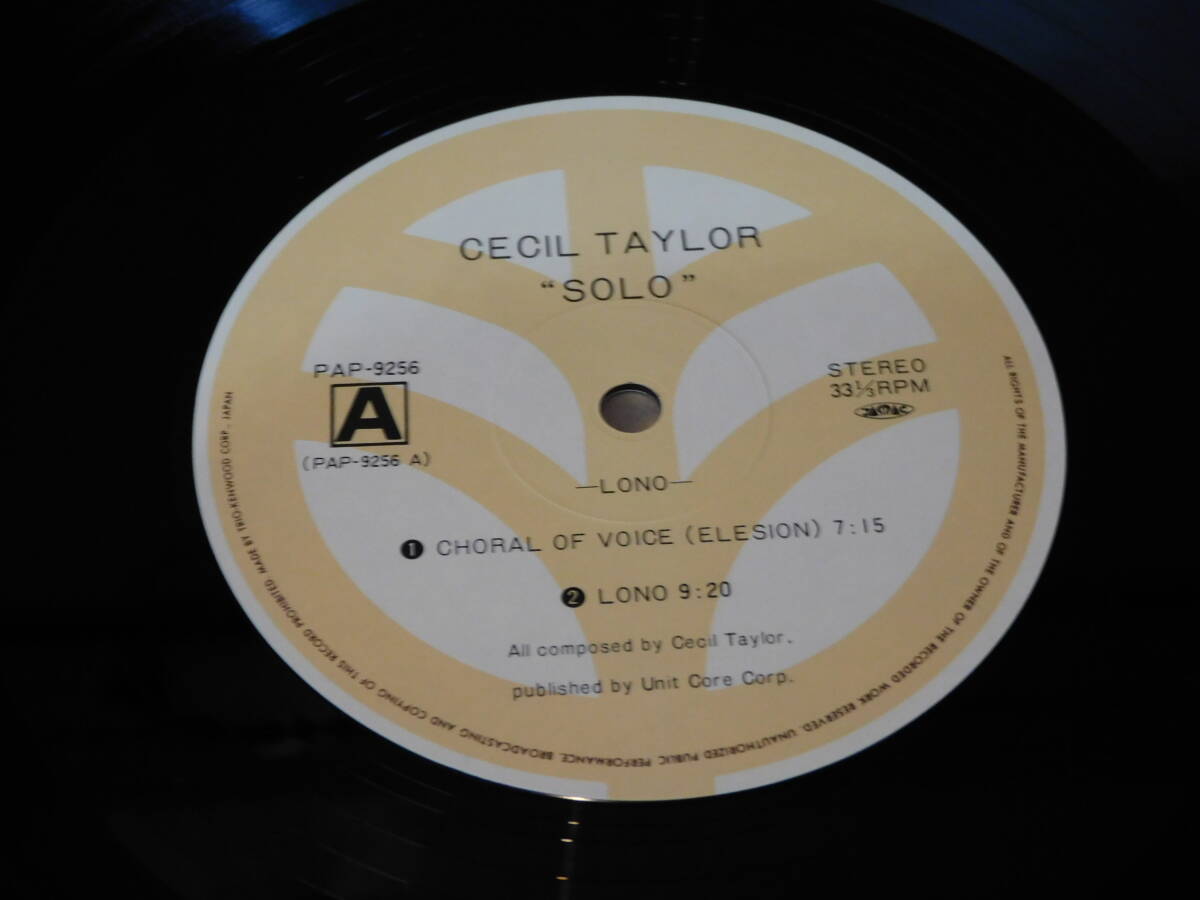 CECIL TAYLOR
“SOLO”
PAP-9256
A
(PAP-9256 A)
STEREO
33⅓RPM
—LONO—
❶ CHORAL OF VOICE (ELESION) 7:15
❷ LONO 9:20
All composed by Cecil Taylor.
published by Unit Core Corp.
ALL RIGHTS OF THE MANUFACTURER AND OF THE OWNER OF THE RECORDED WORK RESERVED. UNAUTHORIZED PUBLIC PERFORMANCE, BROADCASTING AND COPYING OF THIS RECORD PROHIBITED. MADE BY TRIO-KENWOOD CORP., JAPAN